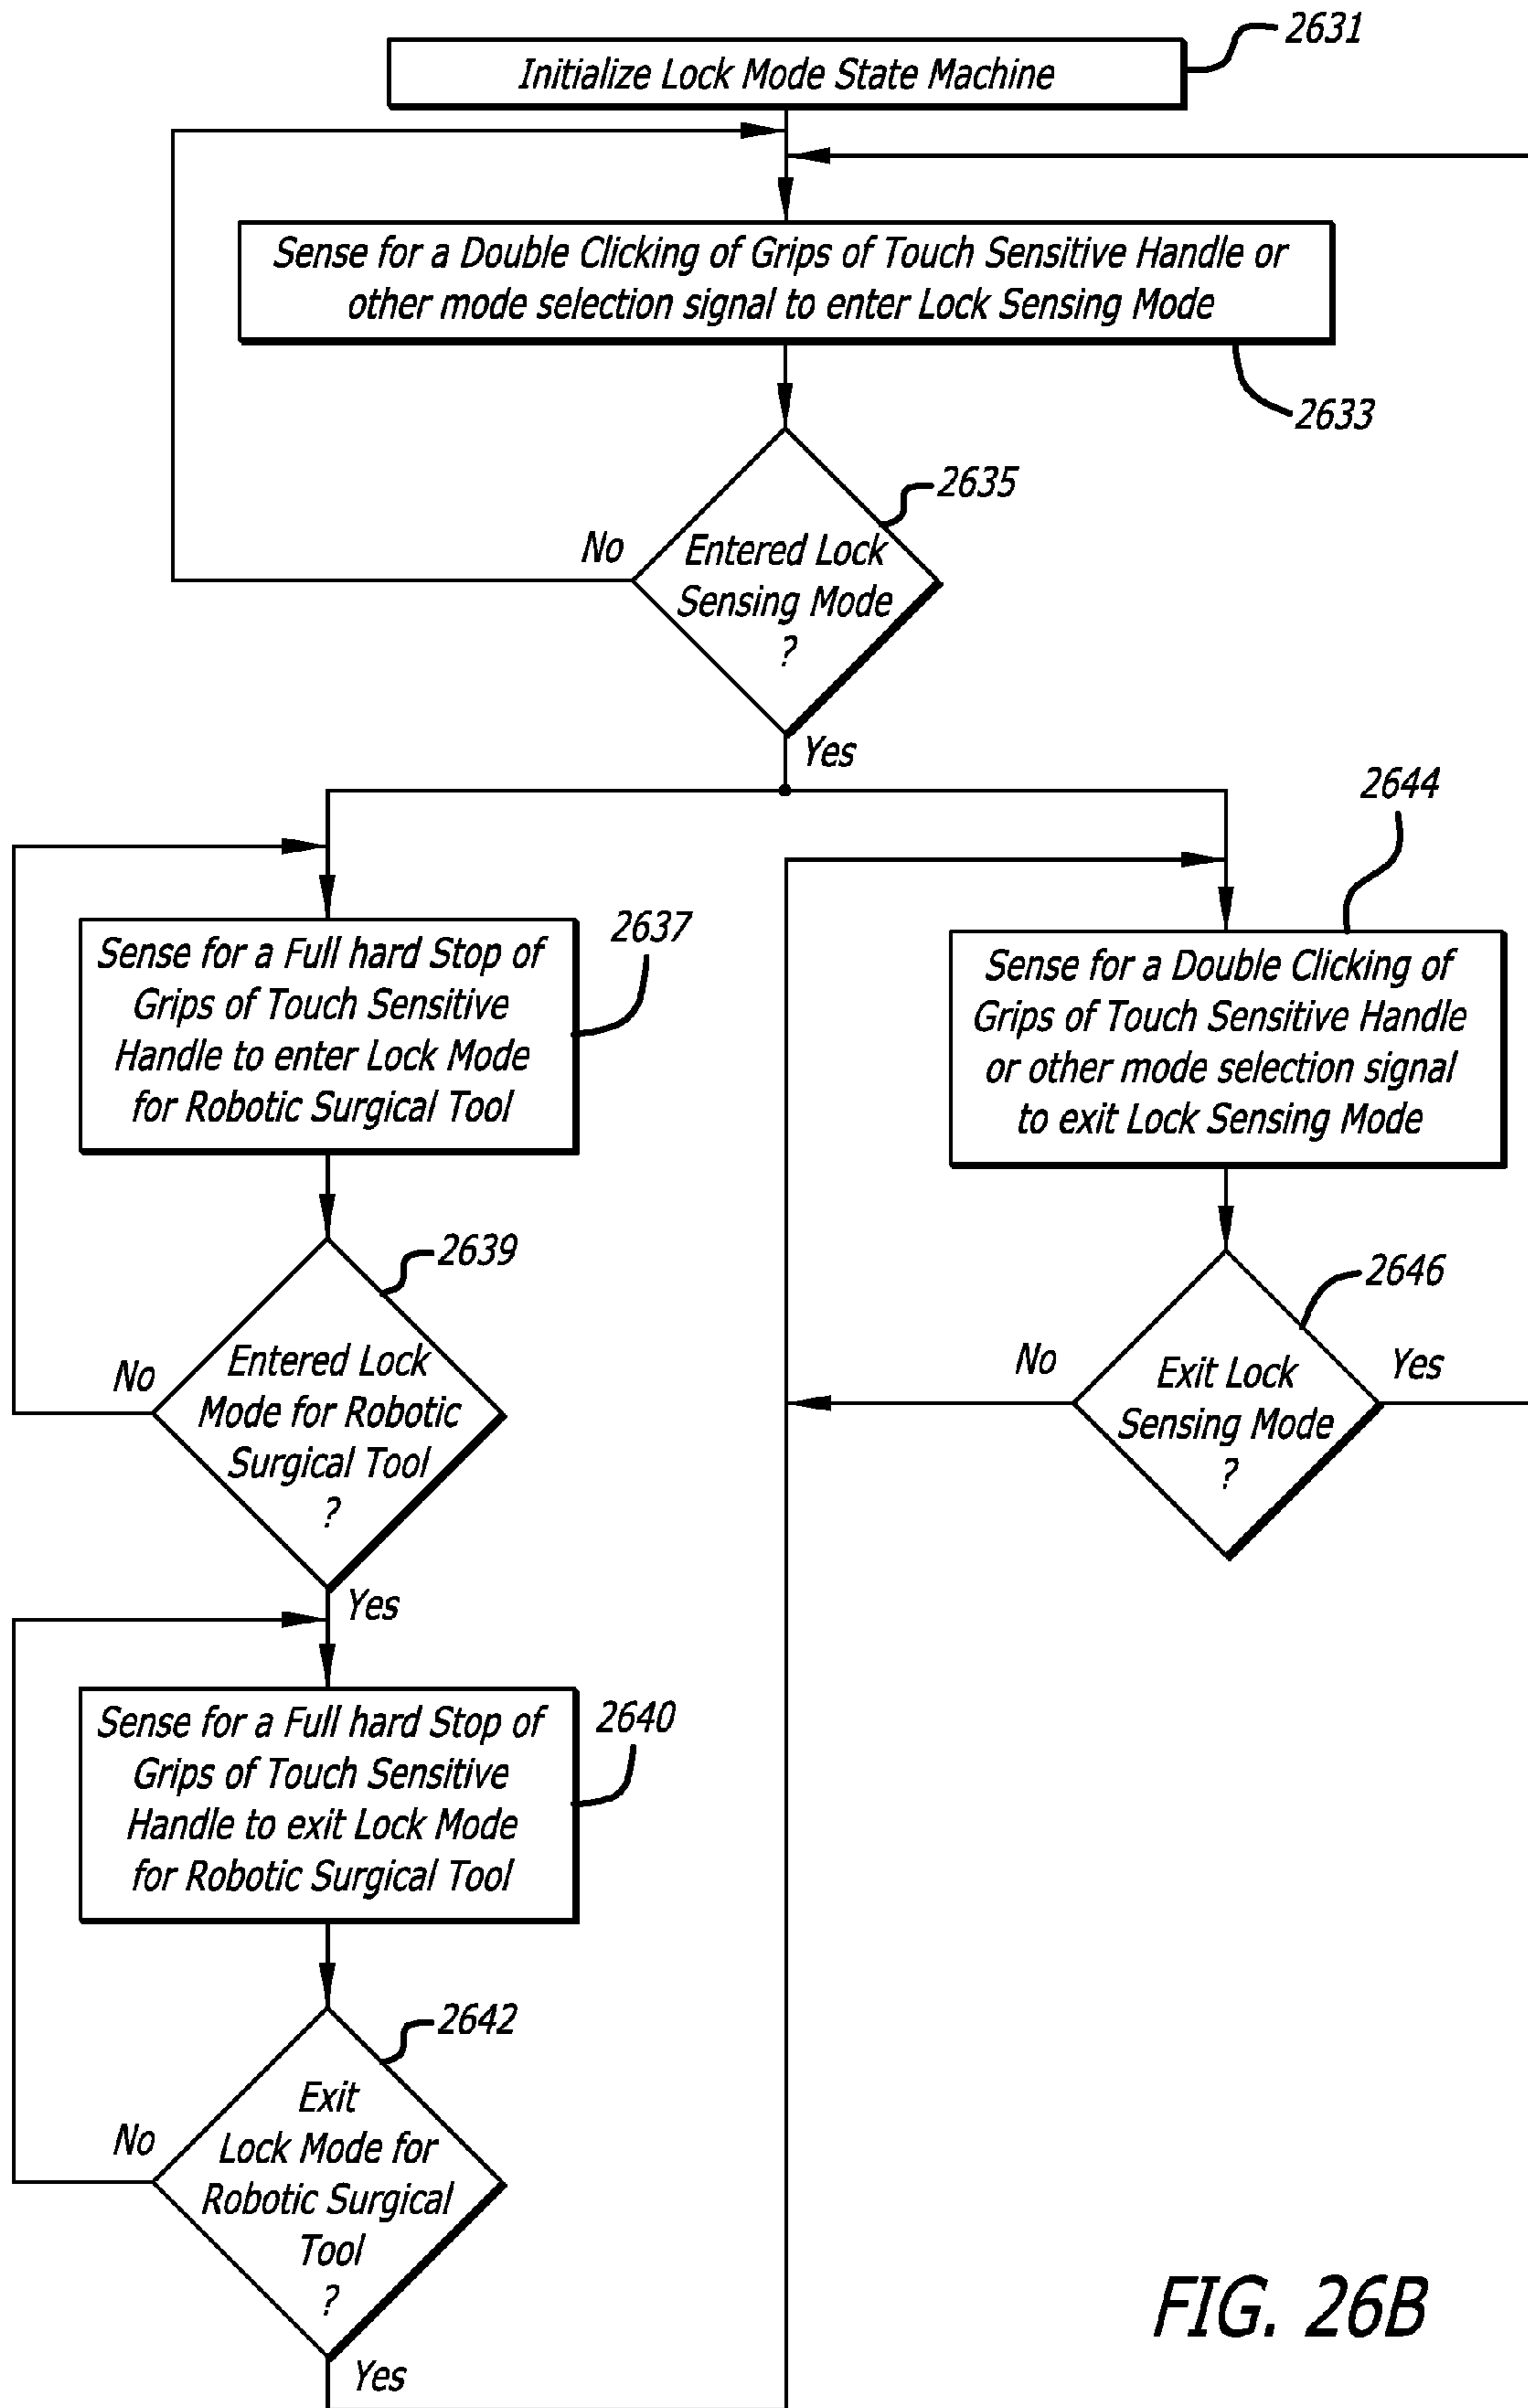 2631
Initialize Lock Mode State Machine
Sense for a Double Clicking of Grips of Touch Sensitive Handle or
other mode selection signal to enter Lock Sensing Mode
2633
2635
No
Entered Lock
Sensing Mode
?
Yes
2644
2637
Sense for a Full hard Stop of
Grips of Touch Sensitive
Handle to enter Lock Mode
for Robotic Surgical Tool
Sense for a Double Clicking of
Grips of Touch Sensitive Handle
or other mode selection signal
to exit Lock Sensing Mode
2639
No
Entered Lock
Mode for Robotic
Surgical Tool
?
Yes
2646
No
Exit Lock
Sensing Mode
?
Yes
2640
Sense for a Full hard Stop of
Grips of Touch Sensitive
Handle to exit Lock Mode
for Robotic Surgical Tool
2642
No
Exit
Lock Mode for
Robotic Surgical
Tool
?
Yes
FIG. 26B